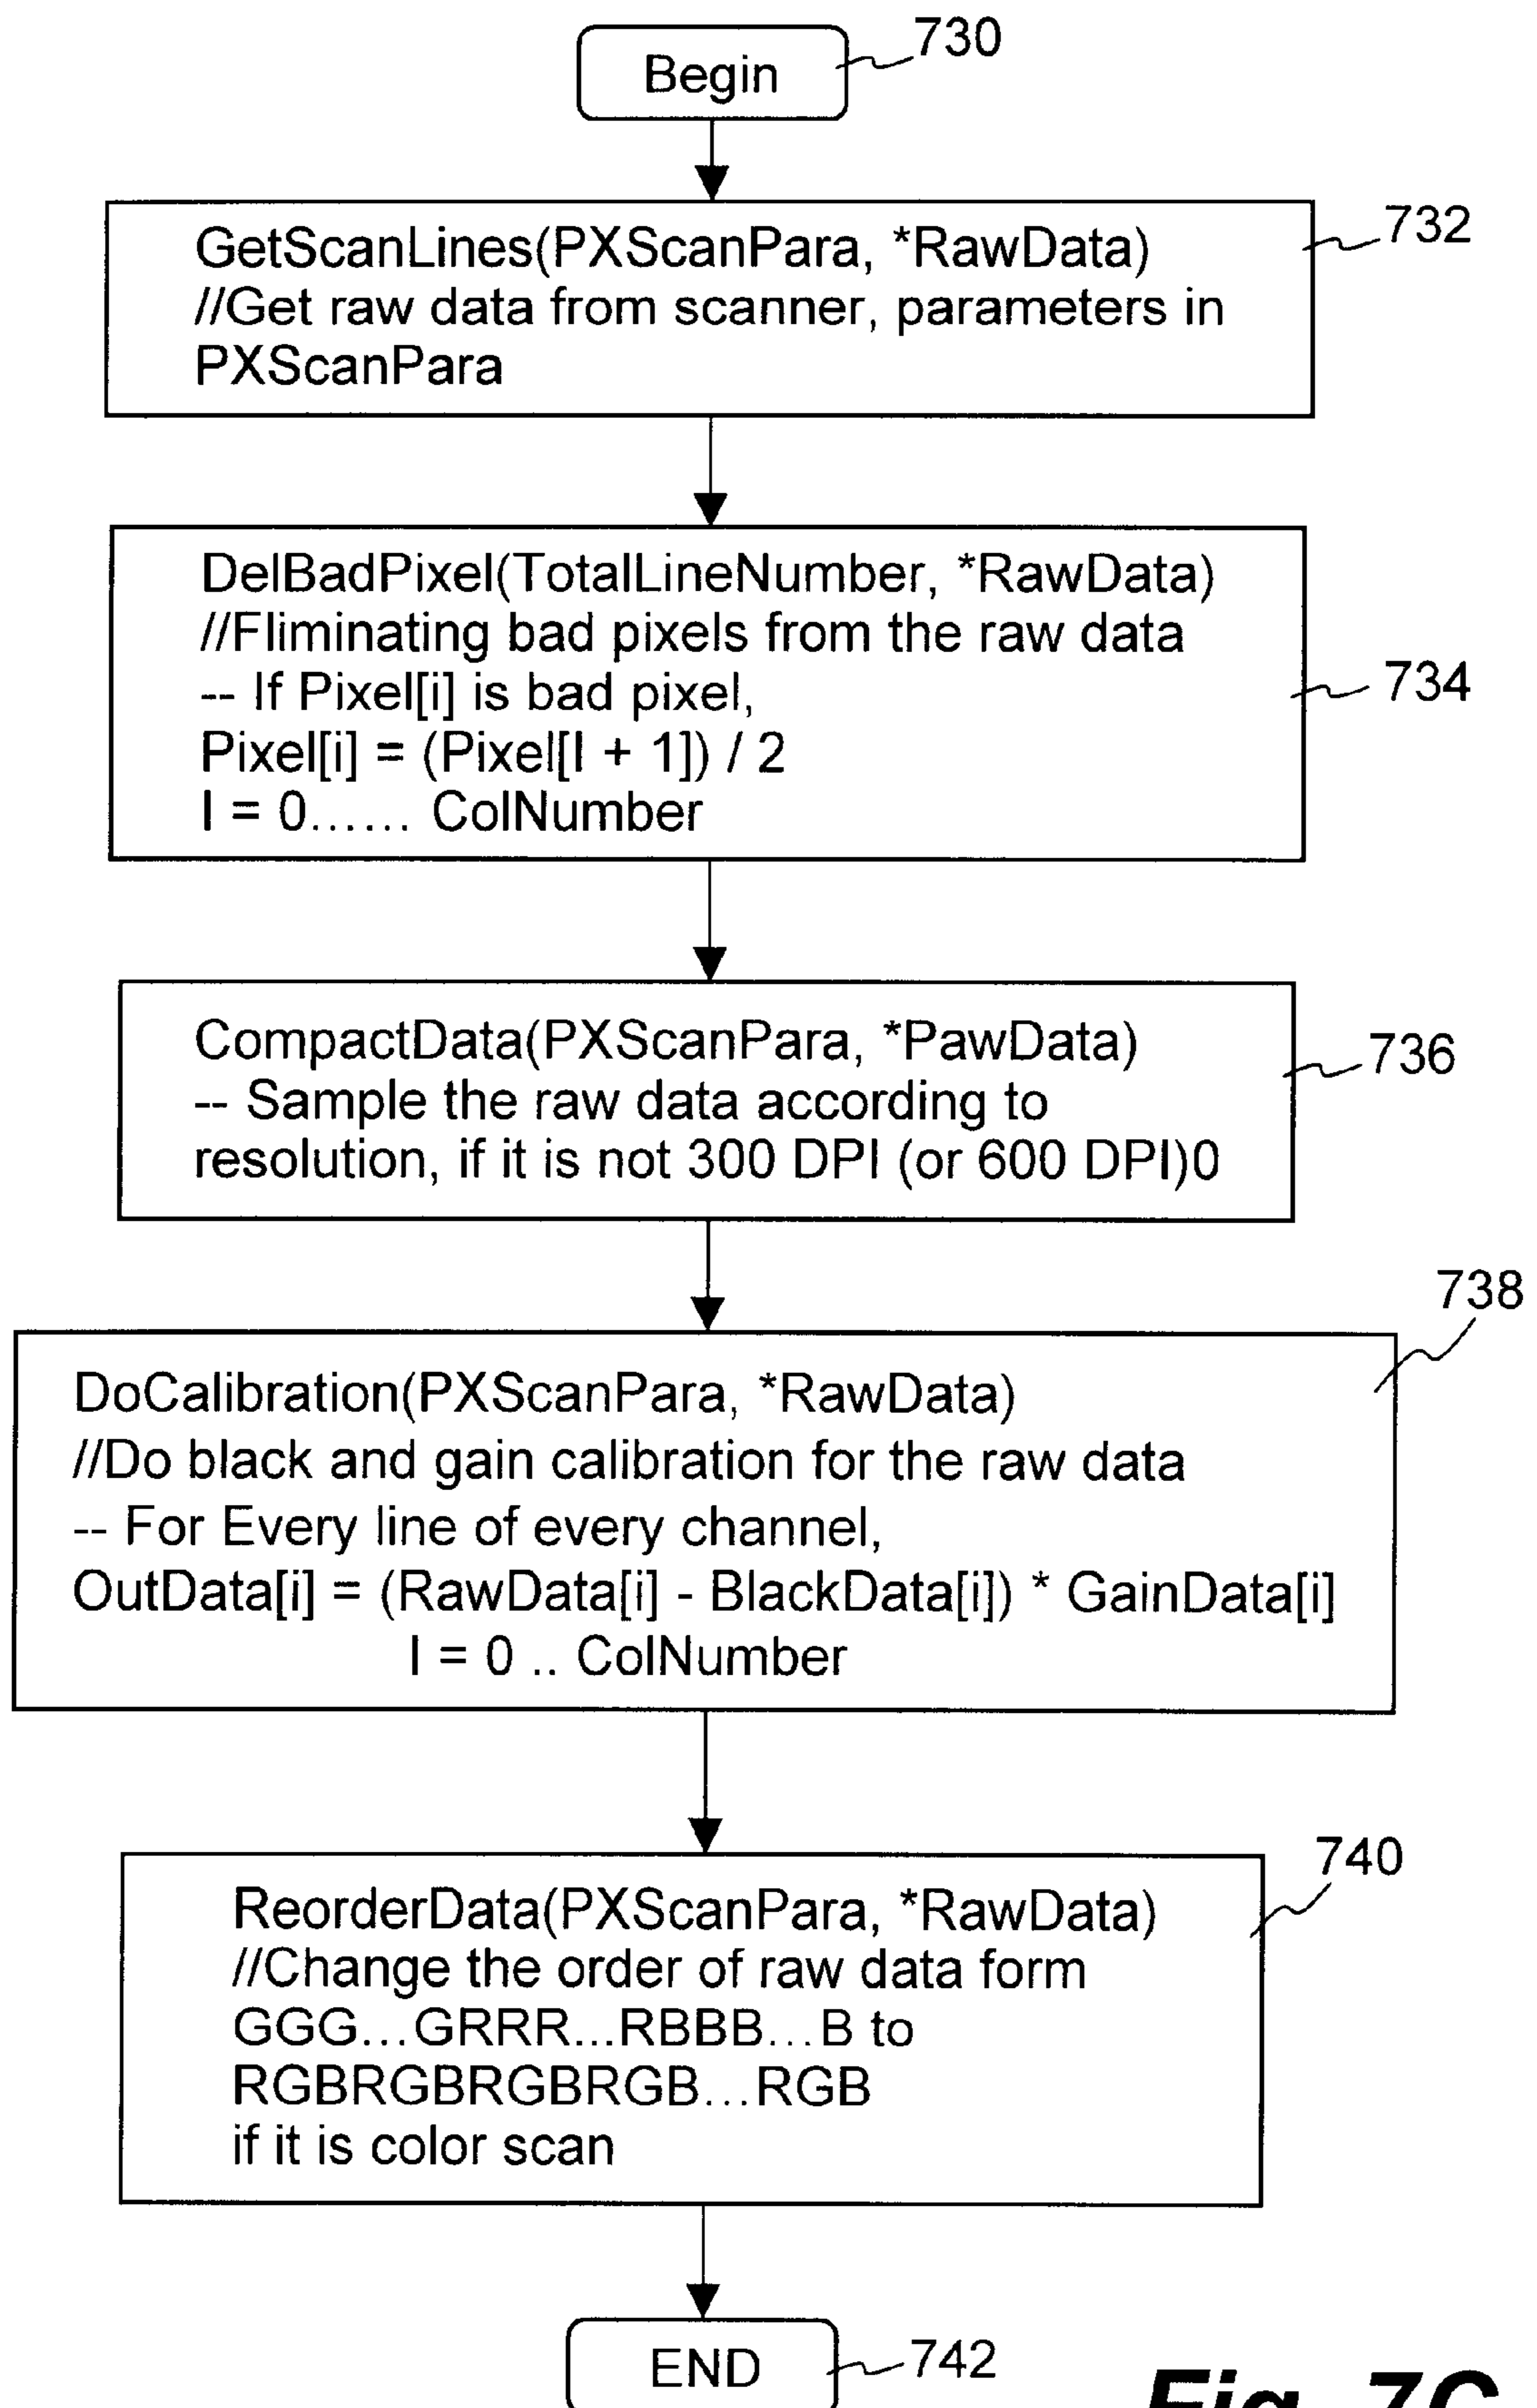 Begin
730
GetScanLines(PXScanPara, *RawData)
//Get raw data from scanner, parameters in
PXScanPara
732
DelBadPixel(TotalLineNumber, *RawData)
//Fliminating bad pixels from the raw data
-- If Pixel[i] is bad pixel,
Pixel[i] = (Pixel[I + 1]) / 2
I = 0...... ColNumber
734
CompactData(PXScanPara, *PawData)
-- Sample the raw data according to
resolution, if it is not 300 DPI (or 600 DPI)0
736
DoCalibration(PXScanPara, *RawData)
//Do black and gain calibration for the raw data
-- For Every line of every channel,
OutData[i] = (RawData[i] - BlackData[i]) * GainData[i]
I = 0 .. ColNumber
738
ReorderData(PXScanPara, *RawData)
//Change the order of raw data form
GGG...GRRR...RBBB...B to
RGBRGBRGBRGB...RGB
if it is color scan
740
END
742
Fig. 7C